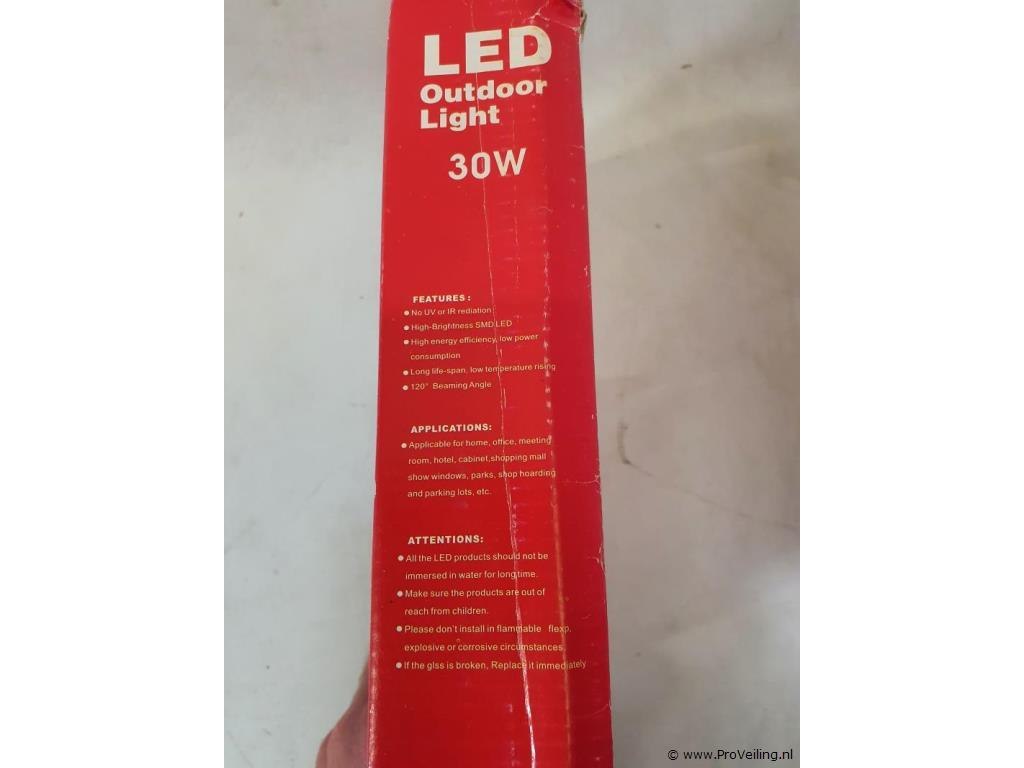 LED
Outdoor
Light
30W
FEATURES:
● No UV or IR rediation
● High-Brightness SMD LED
● High energy efficiency, low power
consumption
● Long life-span, low temperature rising
● 120° Beaming Angle
APPLICATIONS:
● Applicable for home, office, meeting
room, hotel, cabinet,shopping mall
show windows, parks, shop hoarding
and parking lots, etc.
ATTENTIONS:
● All the LED products should not be
immersed in water for long time.
● Make sure the products are out of
reach from children.
● Please don't install in flammable flexp.
explosive or corrosive circumstances.
● If the glss is broken, Replace it immediately
© www.ProVeiling.nl